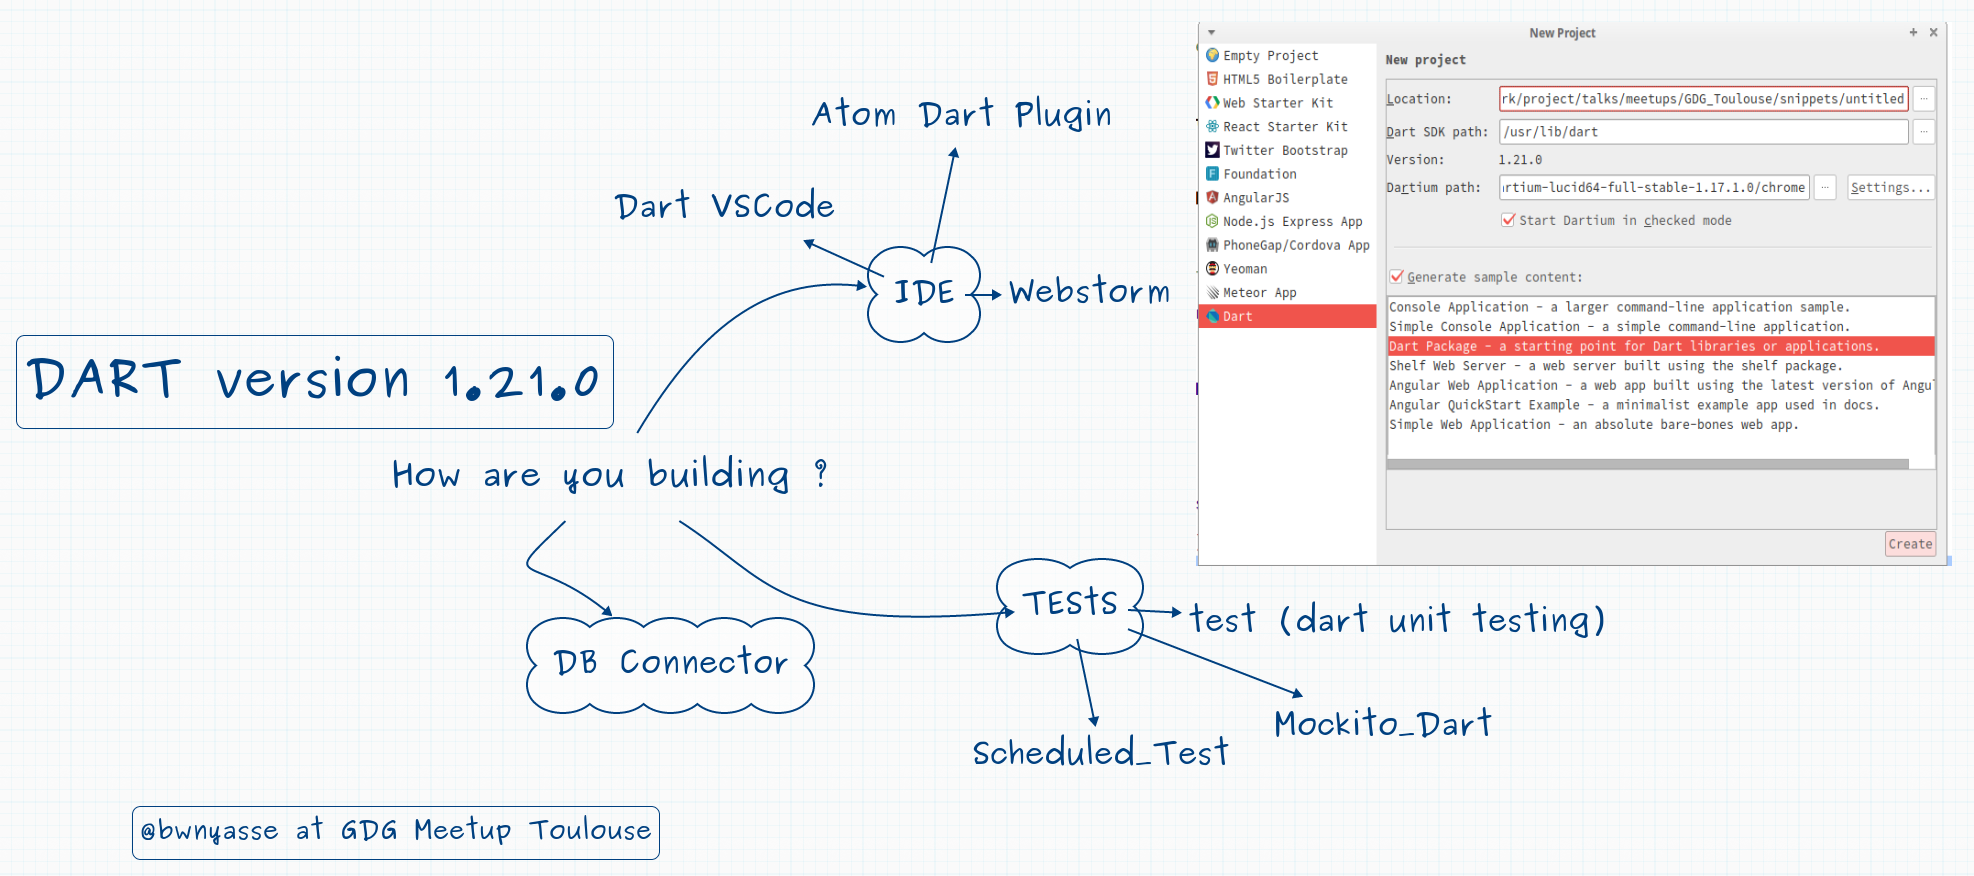 Atom Dart Plugin
Dart VSCode
IDE
Webstorm
DART version 1.21.0
How are you building ?
DB Connector
TESTS
test (dart unit testing)
Mockito_Dart
Scheduled_Test
@bwnyasse at GDG Meetup Toulouse
New Project
Empty Project
HTML5 Boilerplate
Web Starter Kit
React Starter Kit
Twitter Bootstrap
Foundation
AngularJS
Node.js Express App
PhoneGap/Cordova App
Yeoman
Meteor App
Dart
New project
Location: rk/project/talks/meetups/GDG_Toulouse/snippets/untitled ...
Dart SDK path: /usr/lib/dart ...
Version: 1.21.0
Dartium path: rtium-lucid64-full-stable-1.17.1.0/chrome ... Settings...
Start Dartium in checked mode
Generate sample content:
Console Application - a larger command-line application sample.
Simple Console Application - a simple command-line application.
Dart Package - a starting point for Dart libraries or applications.
Shelf Web Server - a web server built using the shelf package.
Angular Web Application - a web app built using the latest version of Angu
Angular QuickStart Example - a minimalist example app used in docs.
Simple Web Application - an absolute bare-bones web app.
Create